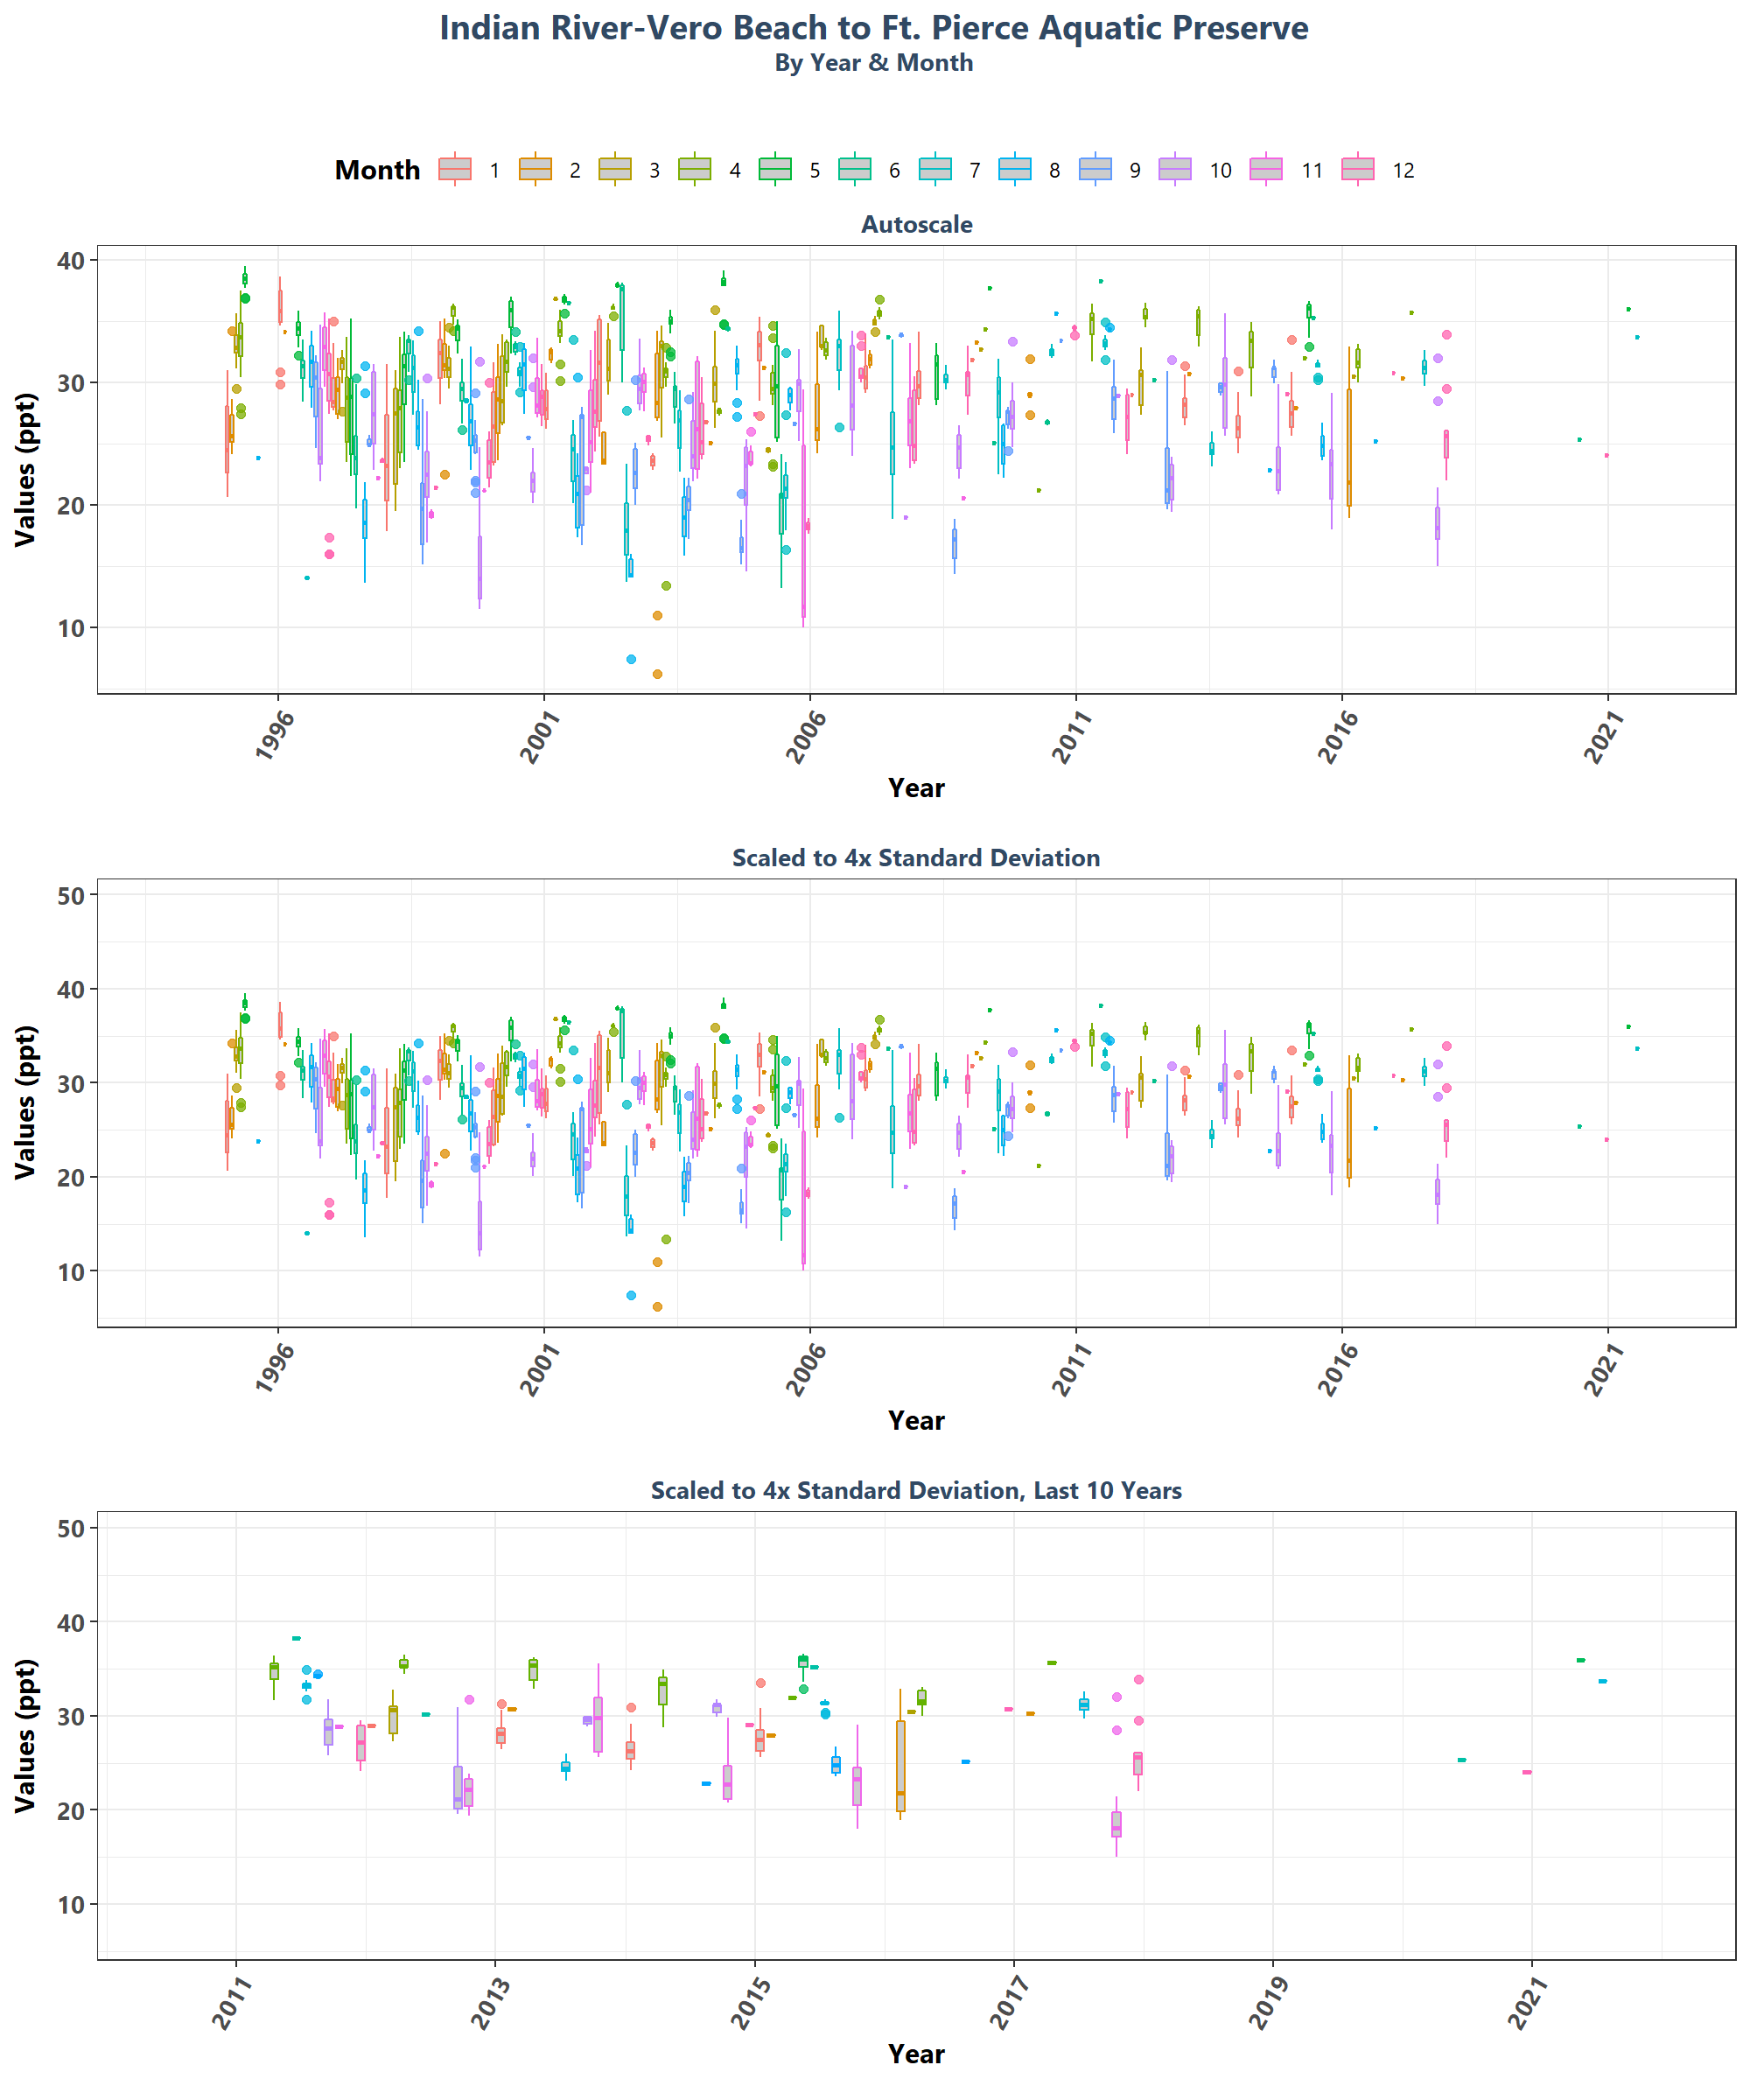 Indian River-Vero Beach to Ft. Pierce Aquatic Preserve
By Year & Month
Month 1 2 3 4 5 6 7 8 9 10 11 12
Autoscale
Values (ppt)
40
30
20
10
1996 2001 2006 2011 2016 2021
Year
Scaled to 4x Standard Deviation
Values (ppt)
50
40
30
20
10
1996 2001 2006 2011 2016 2021
Year
Scaled to 4x Standard Deviation, Last 10 Years
Values (ppt)
50
40
30
20
10
2011 2013 2015 2017 2019 2021
Year